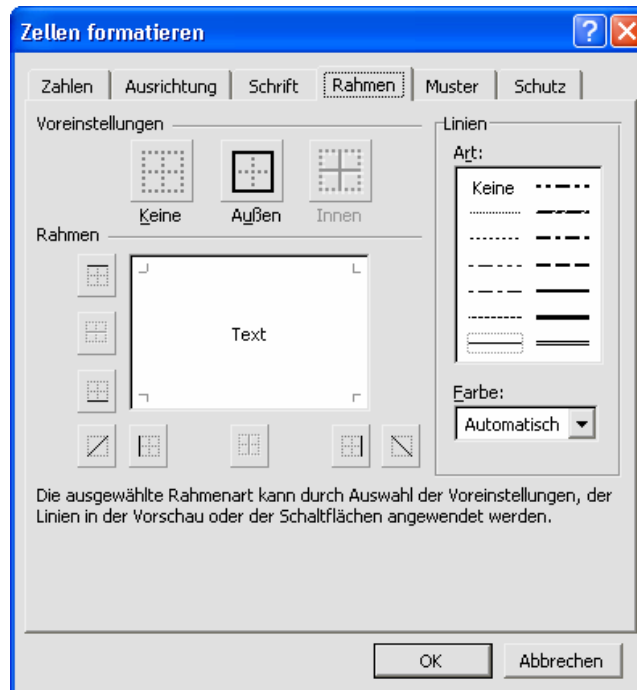 Zellen formatieren
Zahlen Ausrichtung Schrift Rahmen Muster Schutz
Voreinstellungen
Keine Außen Innen
Rahmen
Text
Linien
Art:
Keine
Farbe:
Automatisch
Die ausgewählte Rahmenart kann durch Auswahl der Voreinstellungen, der
Linien in der Vorschau oder der Schaltflächen angewendet werden.
OK Abbrechen